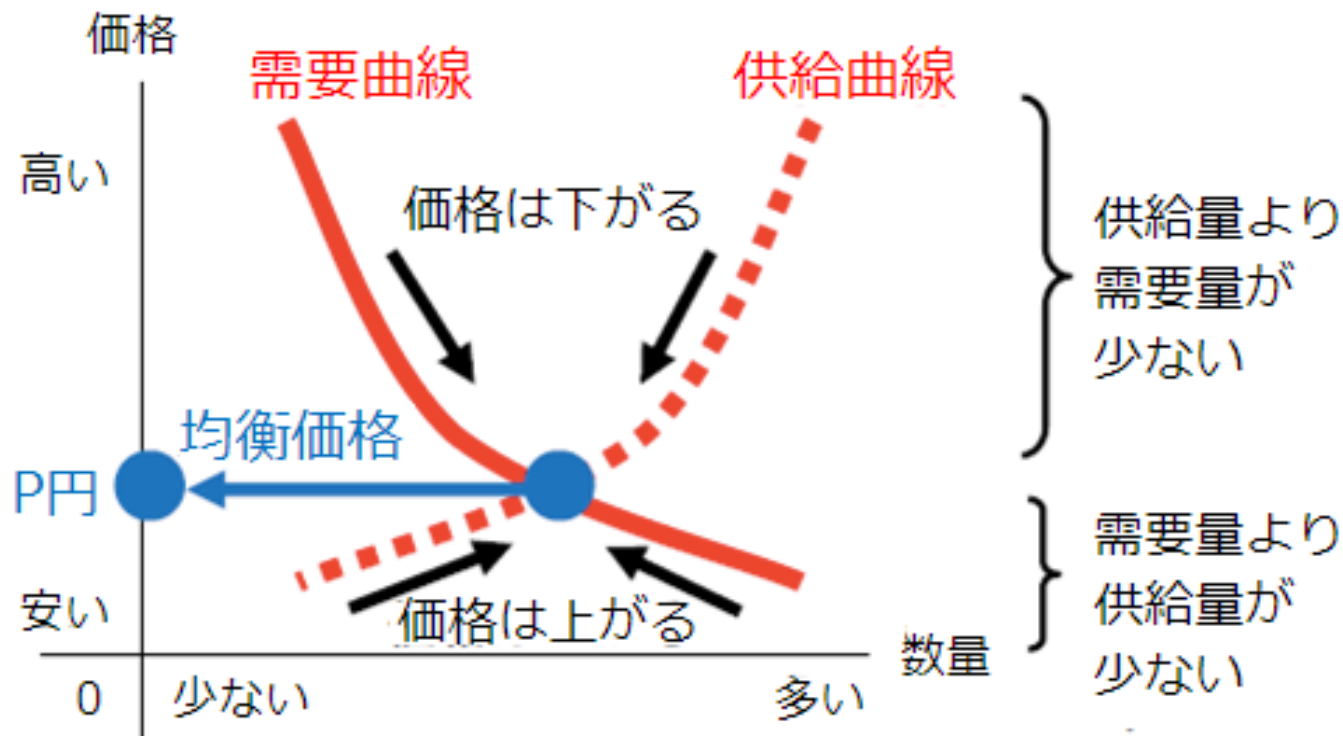 価格
需要曲線
供給曲線
高い
価格は下がる
供給量より
需要量が
少ない
均衡価格
P円
需要量より
供給量が
少ない
安い
価格は上がる
数量
0
少ない
多い